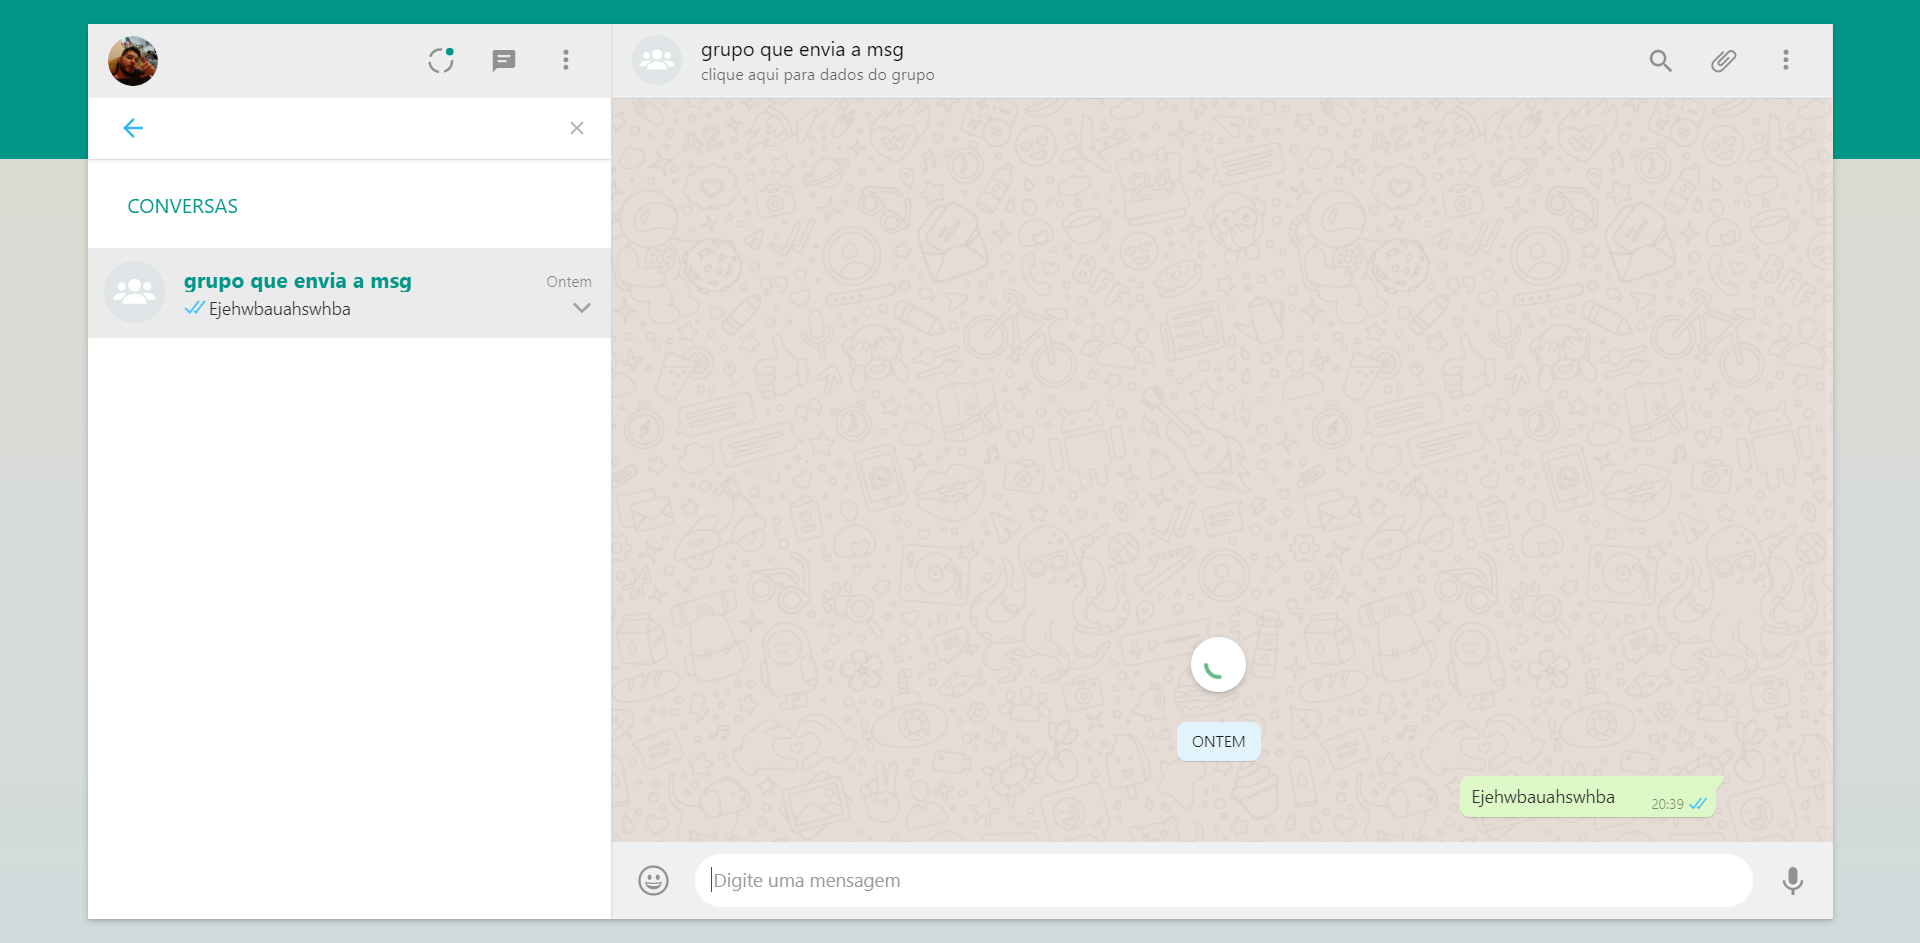 grupo que envia a msg
clique aqui para dados do grupo
CONVERSAS
grupo que envia a msg
Ontem
Ejehwbauahswhba
ONTEM
Ejehwbauahswhba
20:39
Digite uma mensagem